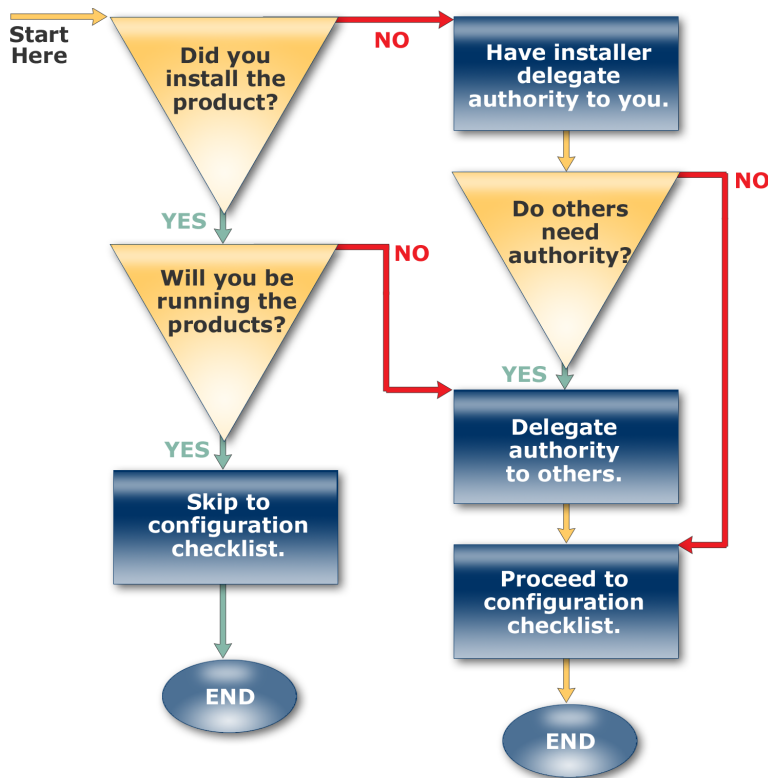 Start
Here
Did you
install the
product?
NO
Have installer
delegate
authority to you.
YES
Do others
need
authority?
NO
Will you be
running the
products?
NO
YES
YES
Delegate
authority
to others.
Skip to
configuration
checklist.
Proceed to
configuration
checklist.
END
END